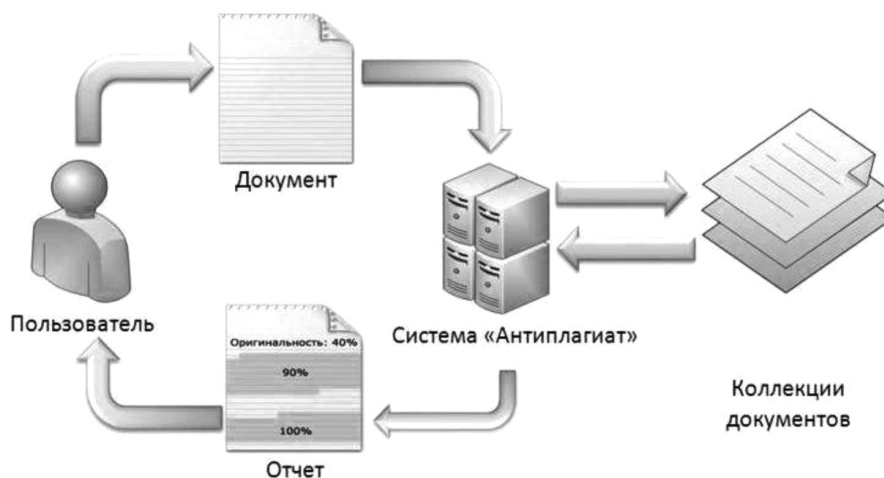 Документ
Пользователь
Система «Антиплагиат»
Коллекции
документов
Оригинальность: 40%
90%
100%
Отчет